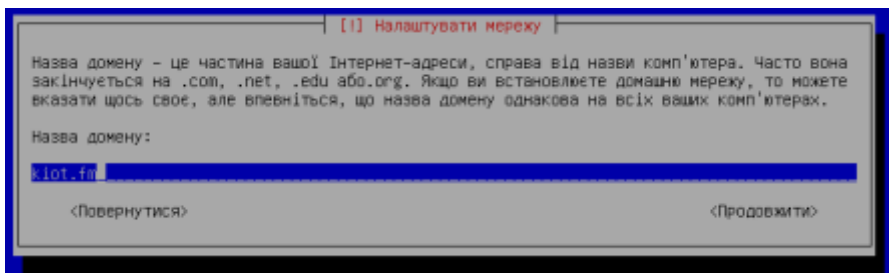 [!] Налаштувати мережу
Назва домену – це частина вашої Інтернет-адреси, справа від назви комп'ютера. Часто вона
закінчується на .com, .net, .edu або.org. Якщо ви встановлюєте домашню мережу, то можете
вказати щось своє, але впевніться, що назва домену однакова на всіх ваших комп'ютерах.
Назва домену:
kiot.fm
<Повернутися> <Продовжити>